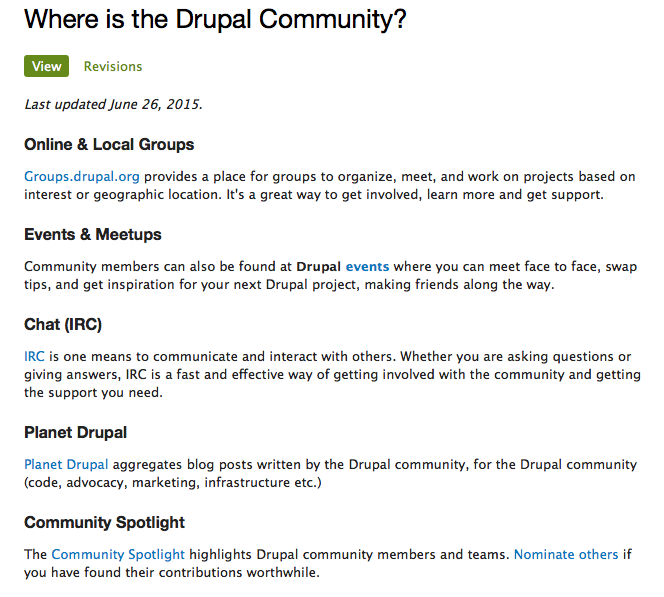 Where is the Drupal Community?
View Revisions
Last updated June 26, 2015.
Online & Local Groups
Groups.drupal.org provides a place for groups to organize, meet, and work on projects based on
interest or geographic location. It's a great way to get involved, learn more and get support.
Events & Meetups
Community members can also be found at Drupal events where you can meet face to face, swap
tips, and get inspiration for your next Drupal project, making friends along the way.
Chat (IRC)
IRC is one means to communicate and interact with others. Whether you are asking questions or
giving answers, IRC is a fast and effective way of getting involved with the community and getting
the support you need.
Planet Drupal
Planet Drupal aggregates blog posts written by the Drupal community, for the Drupal community
(code, advocacy, marketing, infrastructure etc.)
Community Spotlight
The Community Spotlight highlights Drupal community members and teams. Nominate others if
you have found their contributions worthwhile.